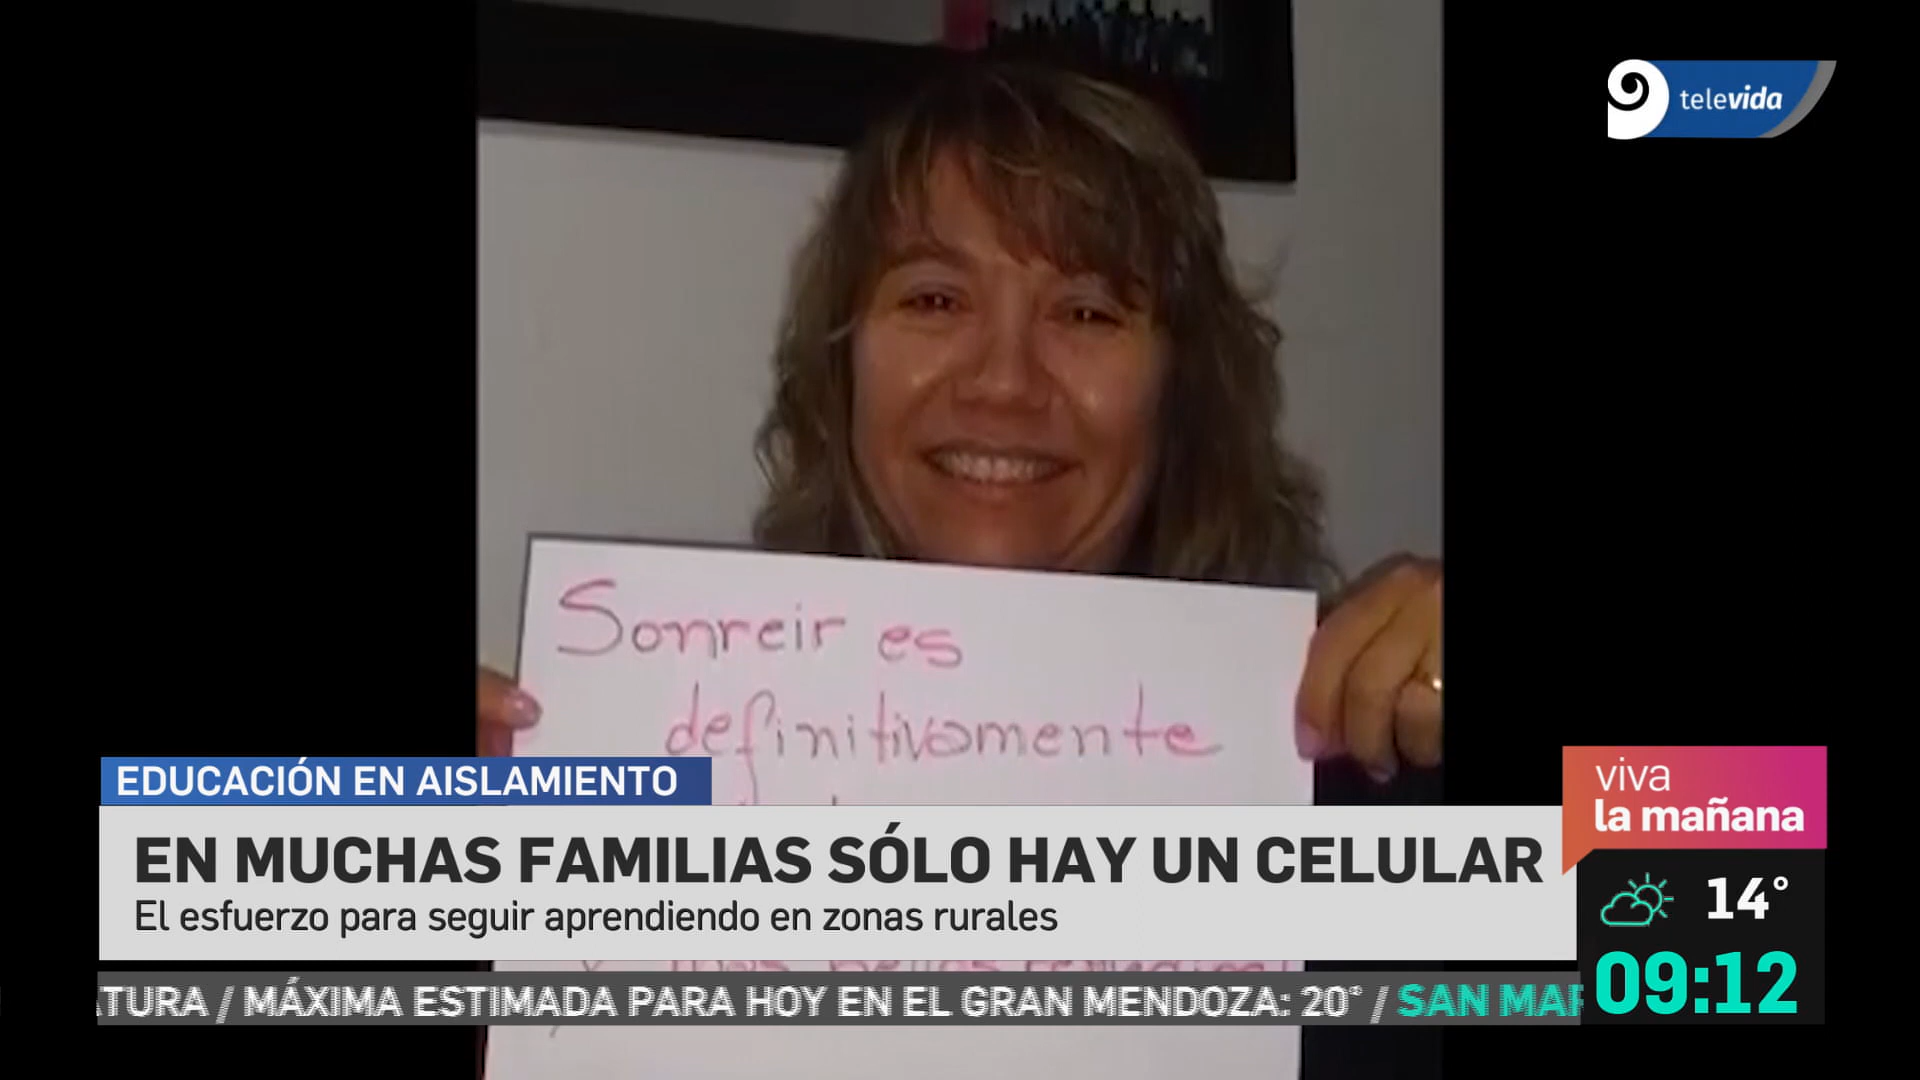 9 televida
Sonreir es
definitivamente
EDUCACIÓN EN AISLAMIENTO
EN MUCHAS FAMILIAS SÓLO HAY UN CELULAR
El esfuerzo para seguir aprendiendo en zonas rurales
viva
la mañana
14°
09:12
ATURA / MÁXIMA ESTIMADA PARA HOY EN EL GRAN MENDOZA: 20° / SAN MAR